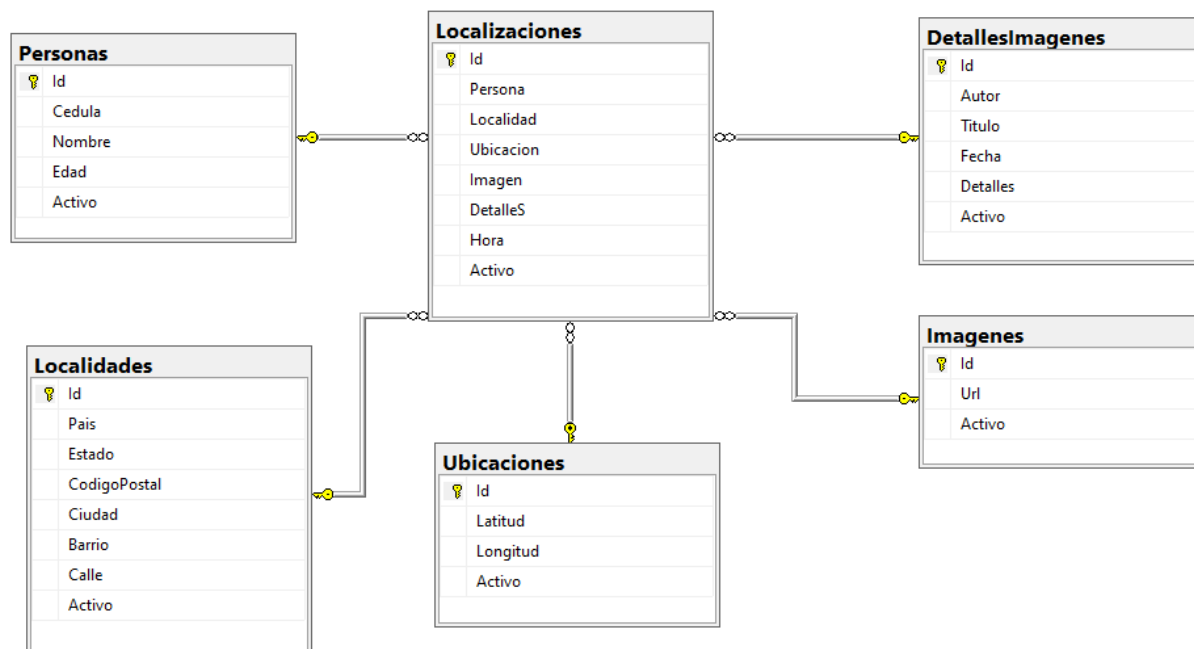 Personas
Id
Cedula
Nombre
Edad
Activo
Localizaciones
Id
Persona
Localidad
Ubicacion
Imagen
DetalleS
Hora
Activo
DetallesImagenes
Id
Autor
Titulo
Fecha
Detalles
Activo
Localidades
Id
Pais
Estado
CodigoPostal
Ciudad
Barrio
Calle
Activo
Ubicaciones
Id
Latitud
Longitud
Activo
Imagenes
Id
Url
Activo